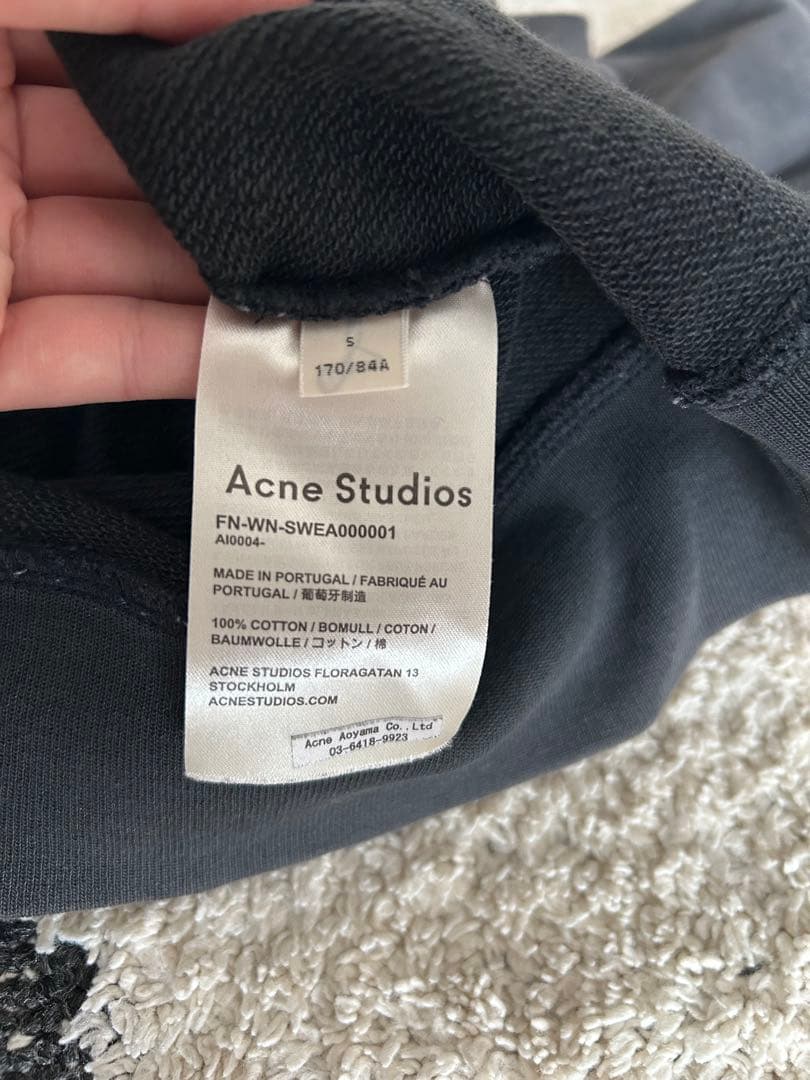 S
170/84A
Acne Studios
FN-WN-SWEA000001
AI0004-
MADE IN PORTUGAL / FABRIQUÉ AU
PORTUGAL / 葡萄牙制造
100% COTTON / BOMULL / COTON /
BAUMWOLLE / コットン / 棉
ACNE STUDIOS FLORAGATAN 13
STOCKHOLM
ACNESTUDIOS.COM
Acne Aoyama Co.,Ltd
03-6418-9923